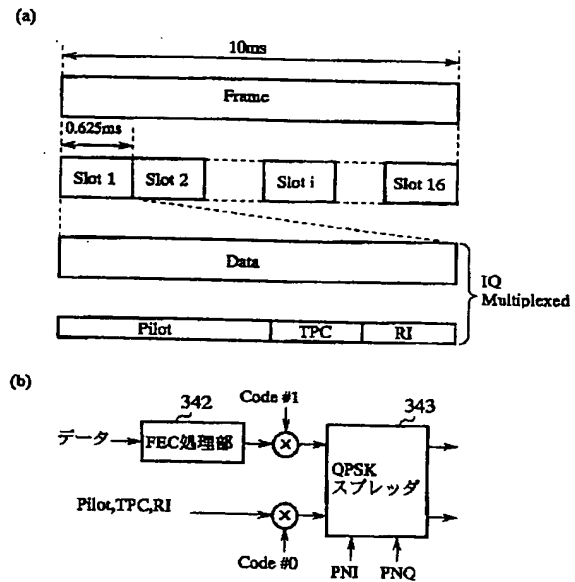 (a)
10ms
Frame
0.625ms
Slot 1 Slot 2 Slot i Slot 16
Data
IQ
Multiplexed
Pilot TPC RI
(b)
Code #1
342
343
データ
FEC処理部
QPSK
スプレッダ
Pilot,TPC,RI
Code #0
PNI PNQ